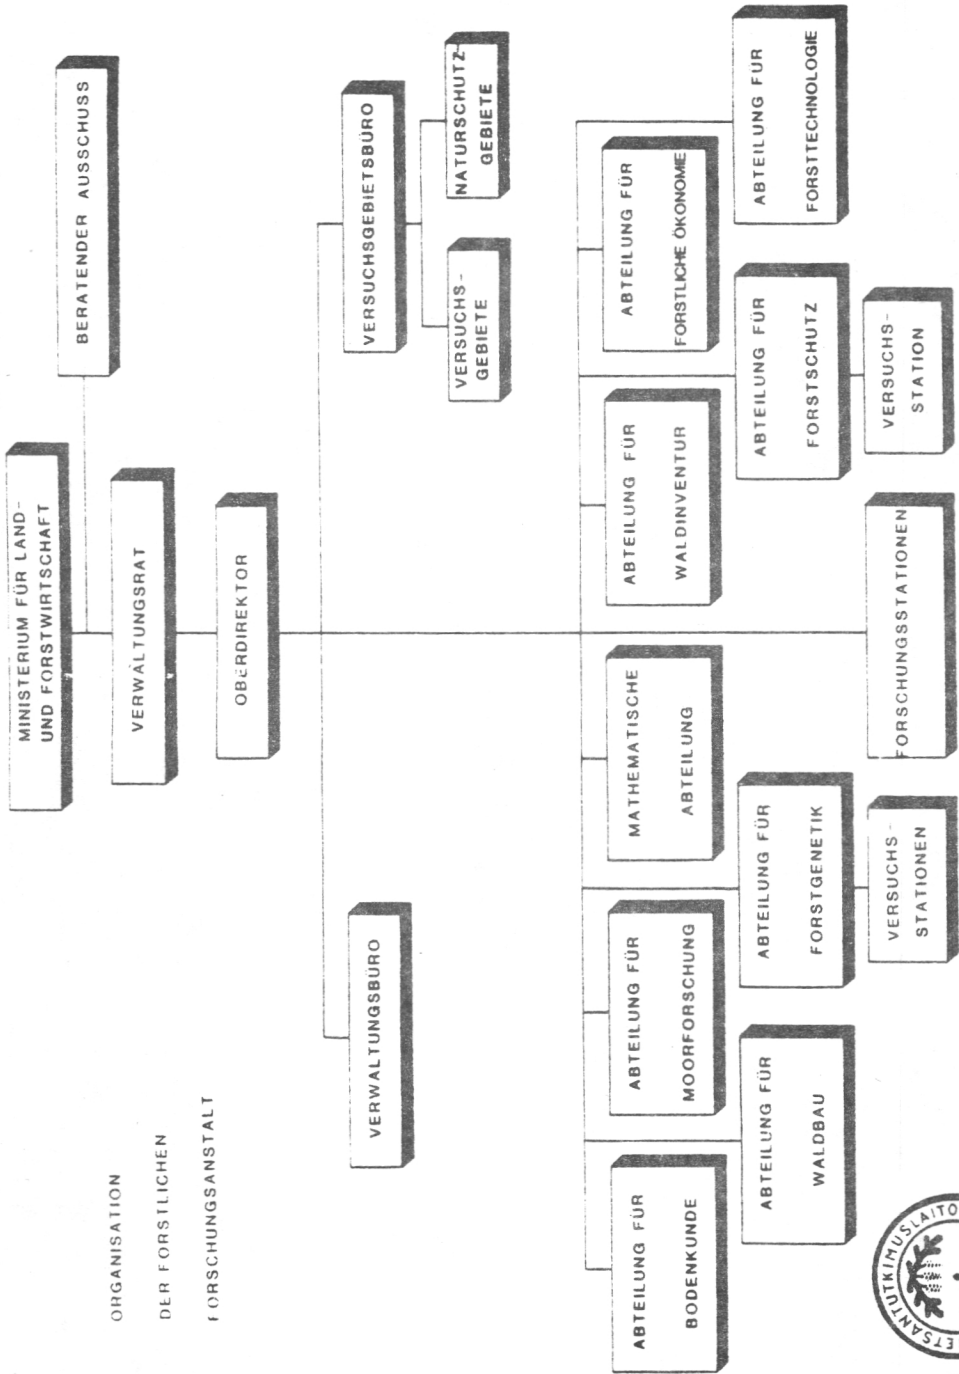 ORGANISATION
DER FORSTLICHEN
FORSCHUNGSANSTALT
MINISTERIUM FÜR LAND-
UND FORSTWIRTSCHAFT
BERATENDER AUSSCHUSS
VERWALTUNGSRAT
OBERDIREKTOR
VERWALTUNGSBÜRO
VERSUCHSGEBIETSBÜRO
VERSUCHS-
GEBIETE
NATURSCHUTZ-
GEBIETE
ABTEILUNG FÜR
BODENKUNDE
ABTEILUNG FÜR
MOORFORSCHUNG
MATHEMATISCHE
ABTEILUNG
ABTEILUNG FÜR
WALDINVENTUR
ABTEILUNG FÜR
FORSTLICHE ÖKONOMIE
ABTEILUNG FÜR
WALDBAU
ABTEILUNG FÜR
FORSTGENETIK
ABTEILUNG FÜR
FORSTSCHUTZ
ABTEILUNG FÜR
FORSTTECHNOLOGIE
VERSUCHS-
STATIONEN
FORSCHUNGSSTATIONEN
VERSUCHS-
STATION
ETSÄNTUTKIMUSLAITO